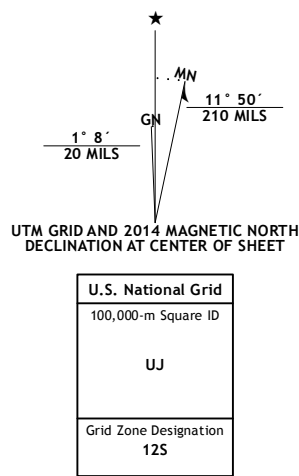 ★
MN
11° 50´
210 MILS
GN
1° 8´
20 MILS
UTM GRID AND 2014 MAGNETIC NORTH
DECLINATION AT CENTER OF SHEET
U.S. National Grid
100,000-m Square ID
UJ
Grid Zone Designation
12S